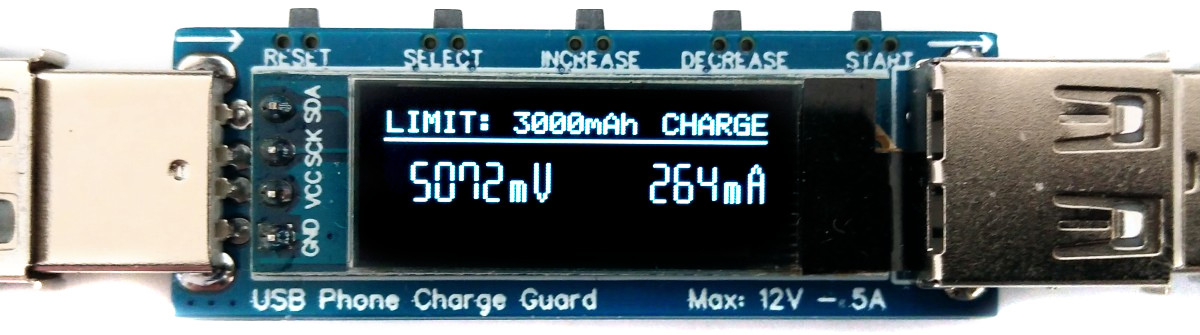 RESET SELECT INCREASE DECREASE START
SDA
SCK
VCC
GND
LIMIT: 3000mAh CHARGE
5072mV 264mA
USB Phone Charge Guard Max: 12V - 5A